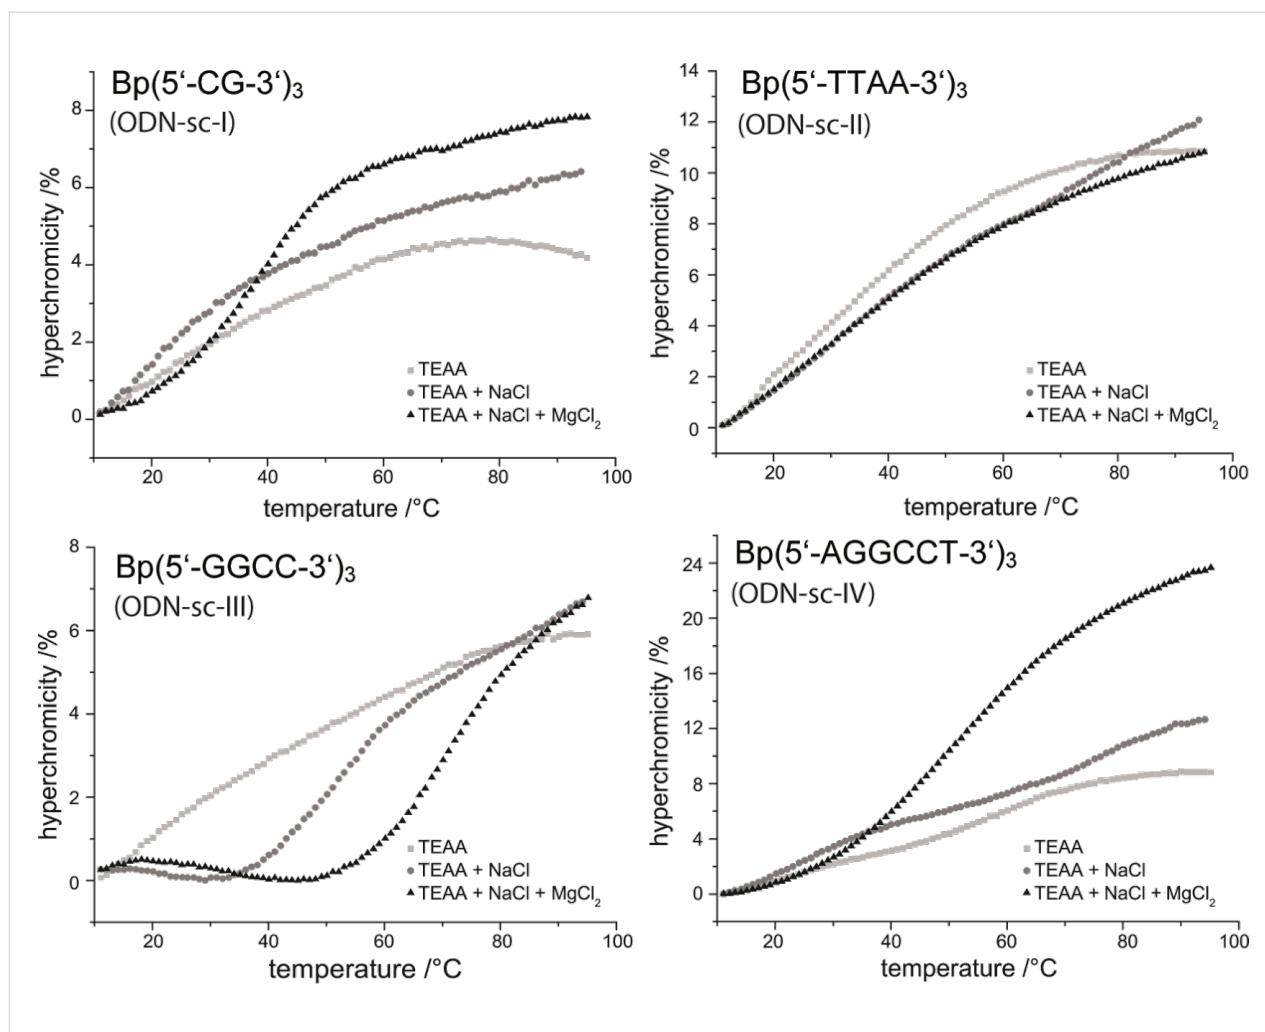 Bp(5‘-CG-3‘)₃
(ODN-sc-I)
hyperchromicity /%
8
6
4
2
0
TEAA
TEAA + NaCl
TEAA + NaCl + MgCl₂
20 40 60 80 100
temperature /°C
Bp(5‘-TTAA-3‘)₃
(ODN-sc-II)
hyperchromicity /%
14
12
10
8
6
4
2
0
TEAA
TEAA + NaCl
TEAA + NaCl + MgCl₂
20 40 60 80 100
temperature /°C
Bp(5‘-GGCC-3‘)₃
(ODN-sc-III)
hyperchromicity /%
8
6
4
2
0
TEAA
TEAA + NaCl
TEAA + NaCl + MgCl₂
20 40 60 80 100
temperature /°C
Bp(5‘-AGGCCT-3‘)₃
(ODN-sc-IV)
hyperchromicity /%
24
20
16
12
8
4
0
TEAA
TEAA + NaCl
TEAA + NaCl + MgCl₂
20 40 60 80 100
temperature /°C